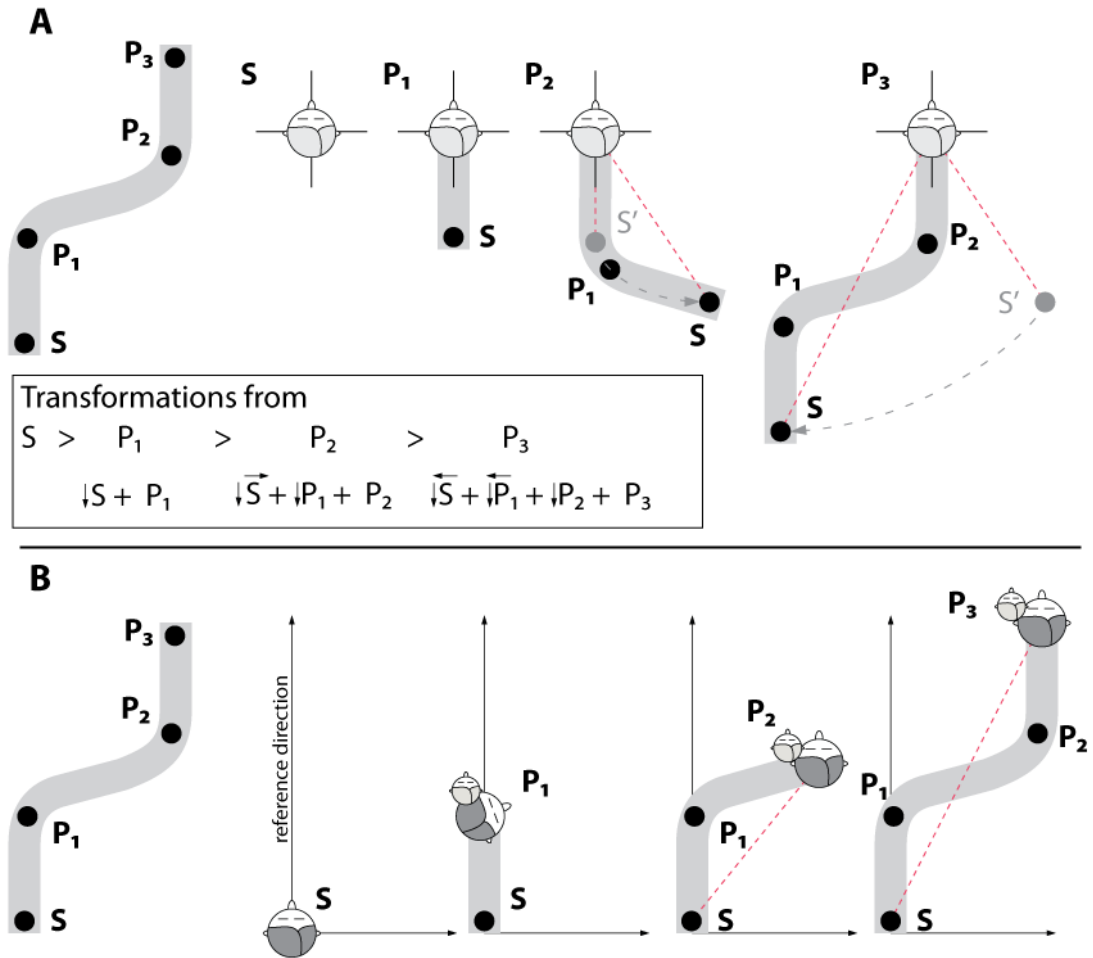 A
P₃
P₂
P₁
S
S
P₁
S
P₂
S′
P₁
S
P₃
P₂
P₁
S′
S
Transformations from
S > P₁ > P₂ > P₃
↓S + P₁ ↓S⃗ + ↓P₁ + P₂ ↓S⃖ + ↓P⃖₁ + ↓P₂ + P₃
B
P₃
P₂
P₁
S
reference direction
S
P₁
S
P₂
P₁
S
P₃
P₂
P₁
S